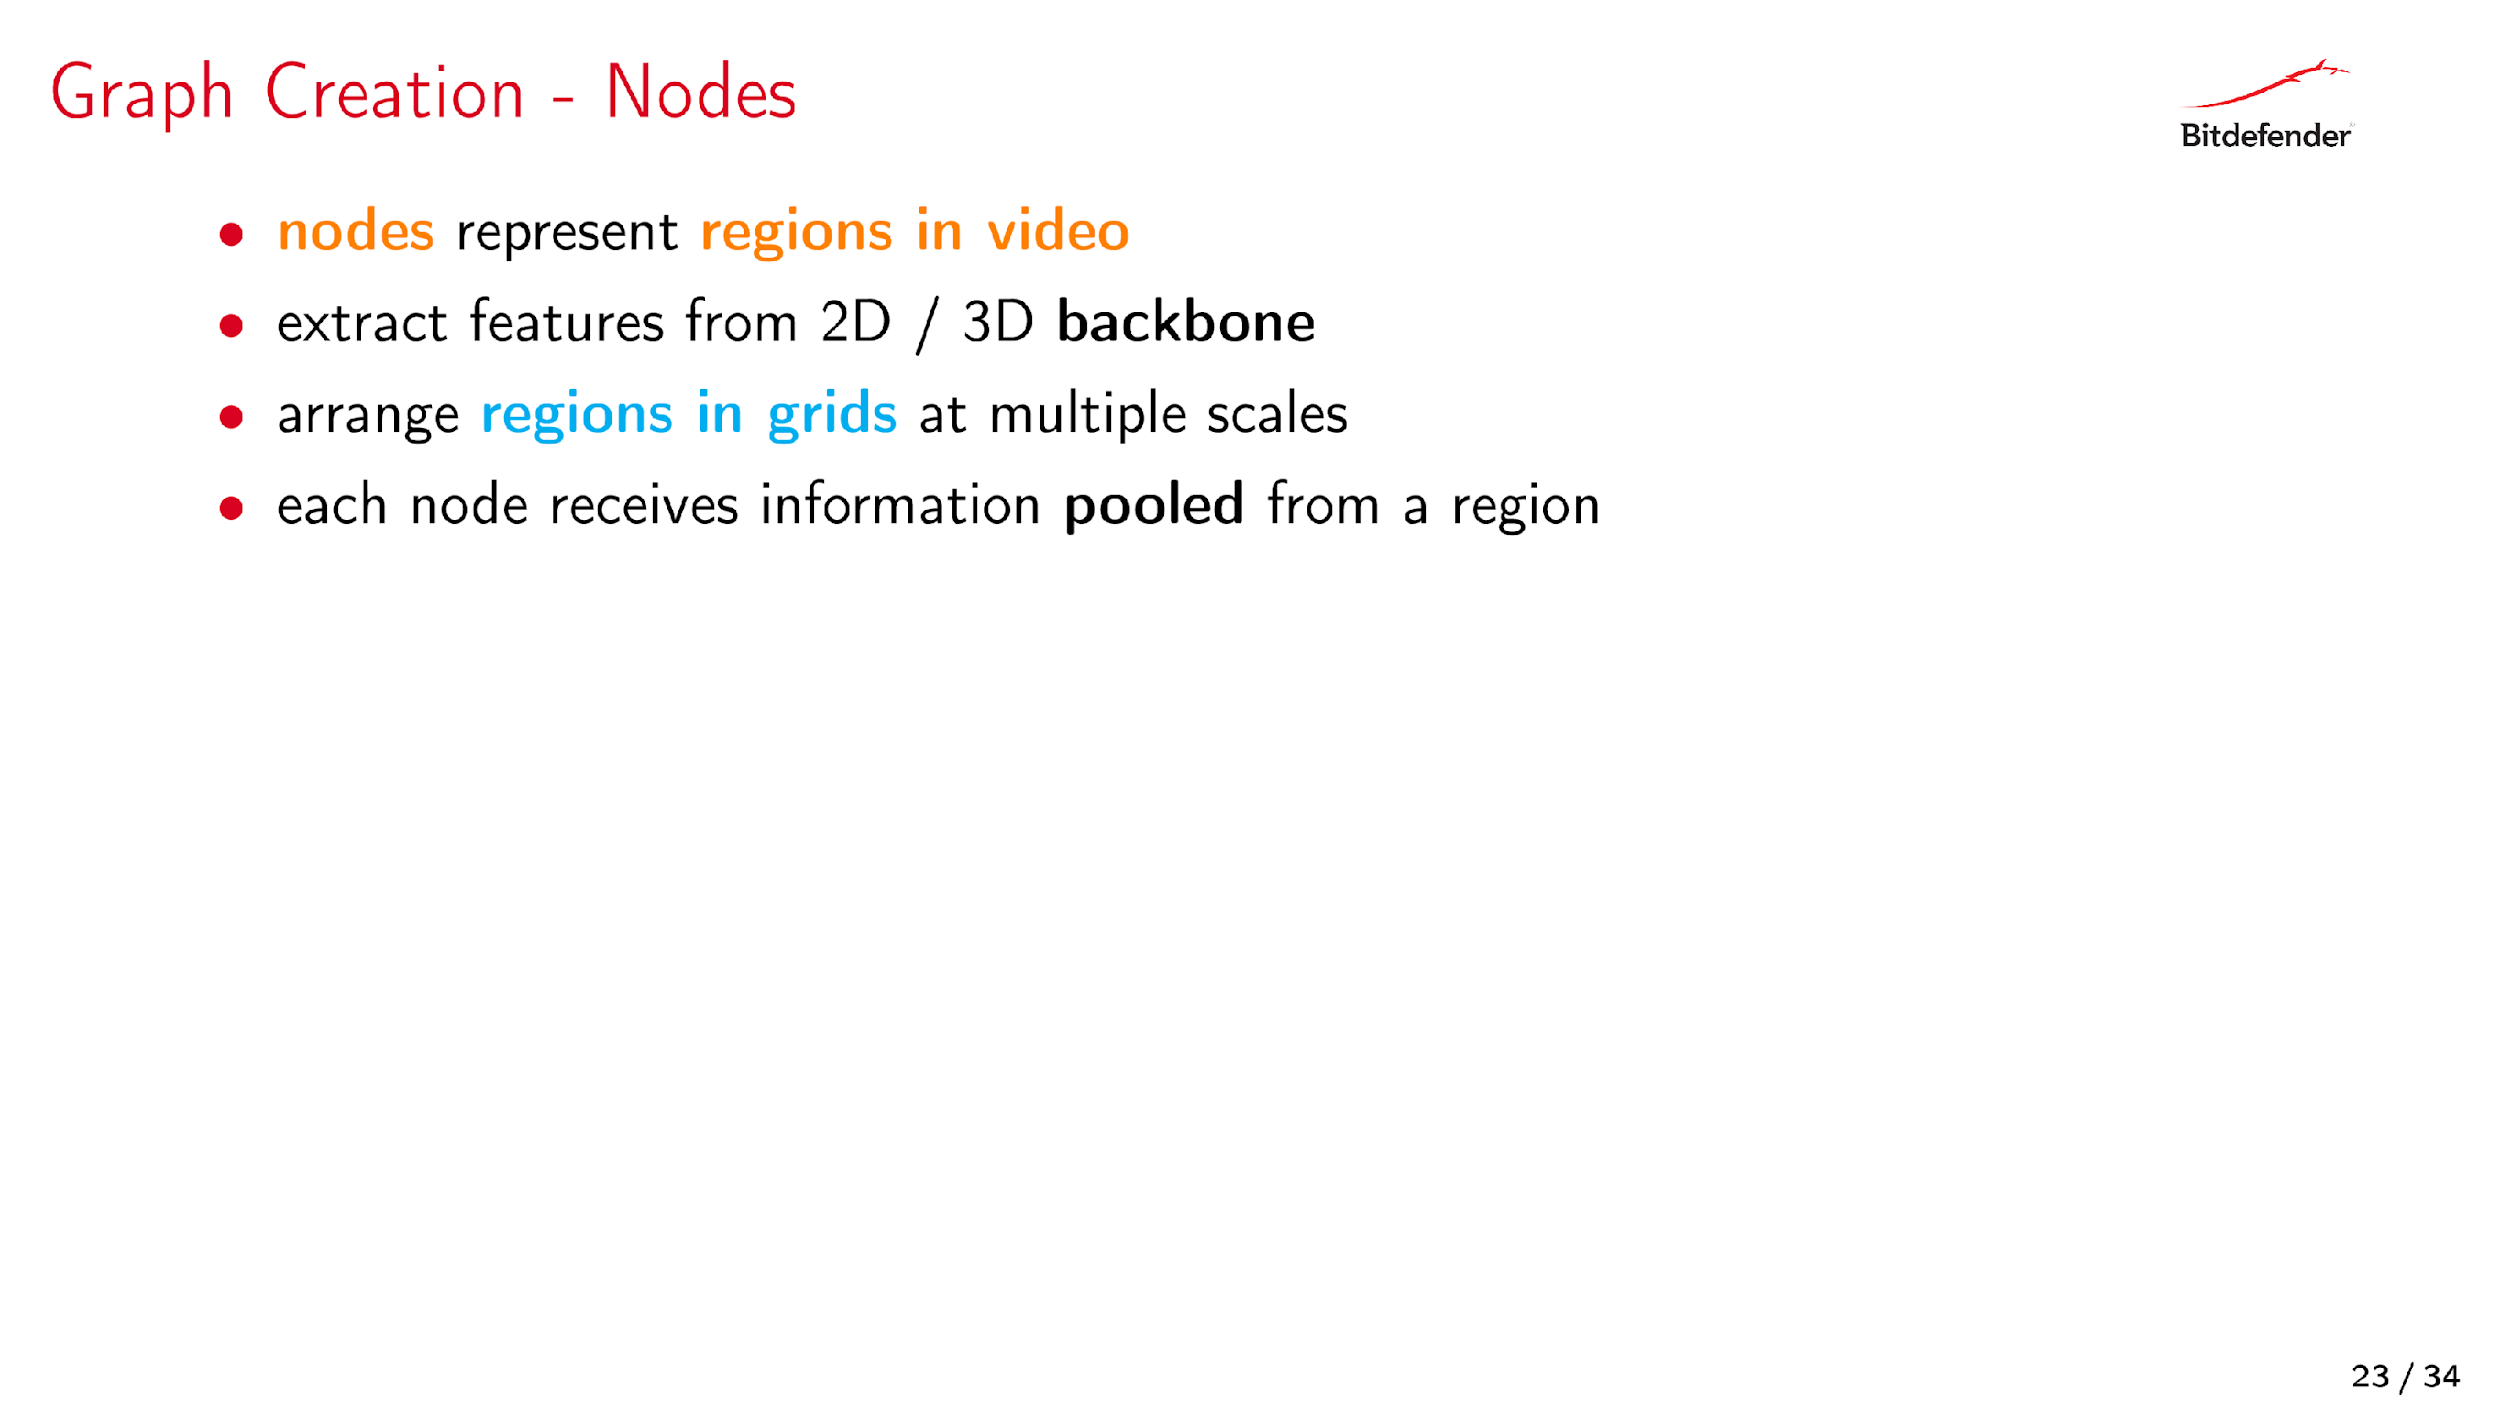 Graph Creation - Nodes
Bitdefender
• nodes represent regions in video
• extract features from 2D / 3D backbone
• arrange regions in grids at multiple scales
• each node receives information pooled from a region
23 / 34